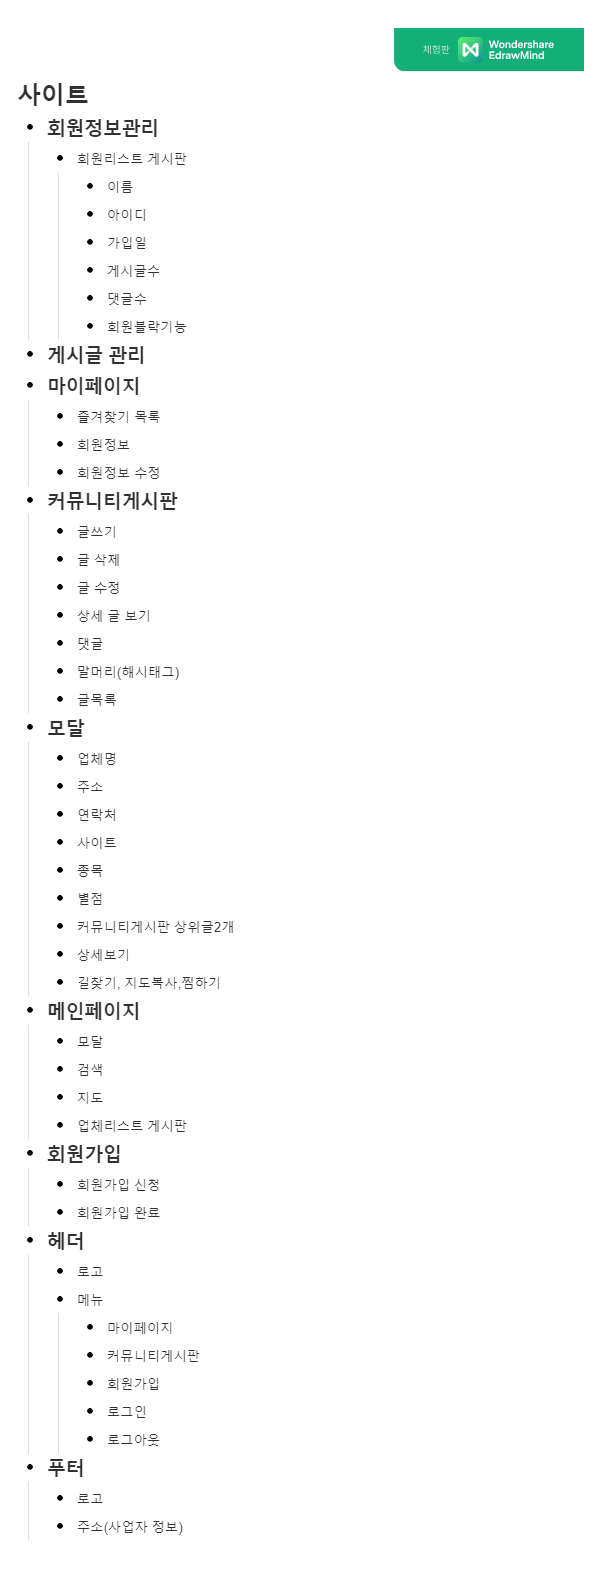 체험판 Wondershare
EdrawMind
사이트
회원정보관리
회원리스트 게시판
이름
아이디
가입일
게시글수
댓글수
회원블락기능
게시글 관리
마이페이지
즐겨찾기 목록
회원정보
회원정보 수정
커뮤니티게시판
글쓰기
글 삭제
글 수정
상세 글 보기
댓글
말머리(해시태그)
글목록
모달
업체명
주소
연락처
사이트
종목
별점
커뮤니티게시판 상위글2개
상세보기
길찾기, 지도복사,찜하기
메인페이지
모달
검색
지도
업체리스트 게시판
회원가입
회원가입 신청
회원가입 완료
헤더
로고
메뉴
마이페이지
커뮤니티게시판
회원가입
로그인
로그아웃
푸터
로고
주소(사업자 정보)